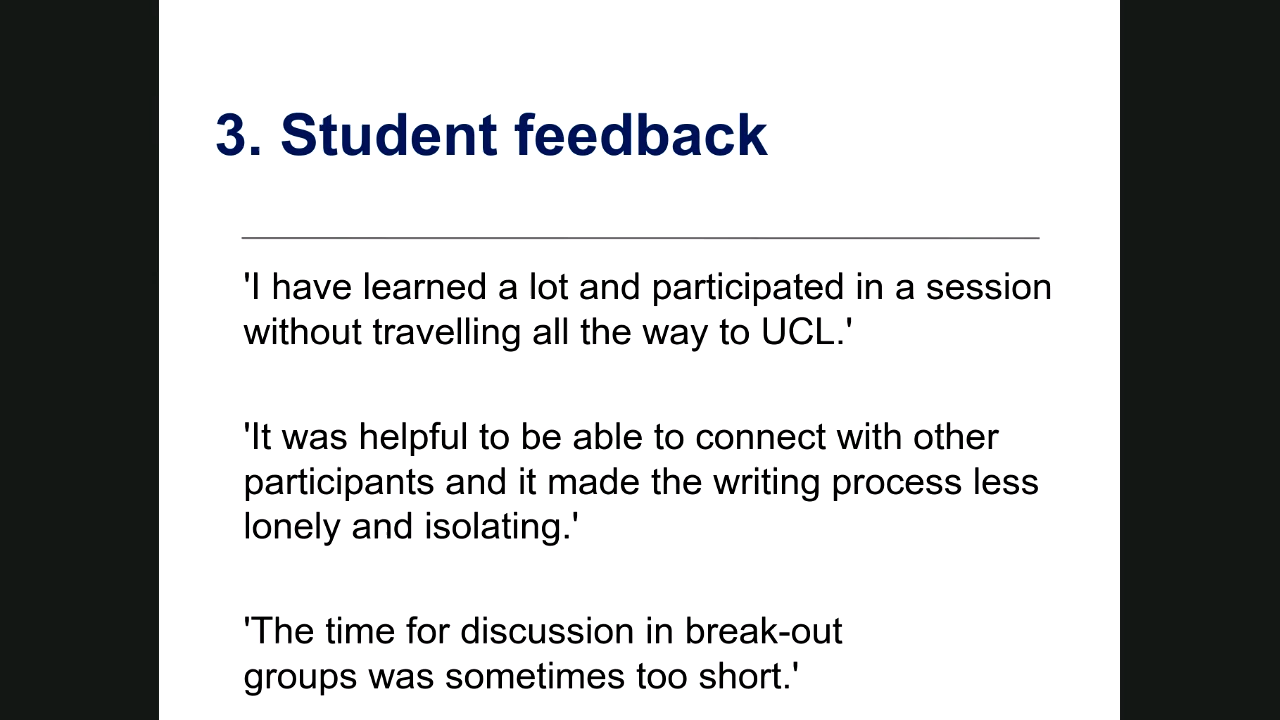 3. Student feedback
'I have learned a lot and participated in a session
without travelling all the way to UCL.'
'It was helpful to be able to connect with other
participants and it made the writing process less
lonely and isolating.'
'The time for discussion in break-out
groups was sometimes too short.'